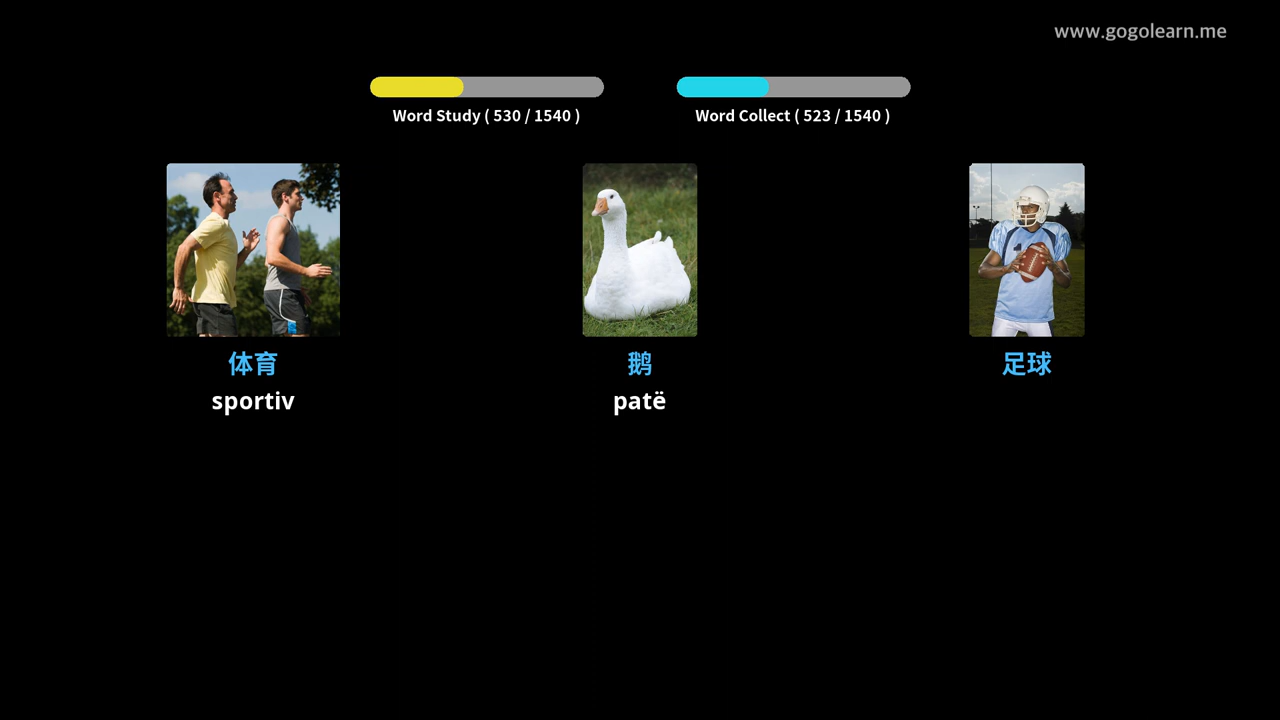 www.gogolearn.me
Word Study ( 530 / 1540 )
Word Collect ( 523 / 1540 )
体育
sportiv
鹅
patë
足球